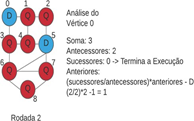 0 1 2
D Q Q
Análise do
Vértice 0
3 4 5
Q Q D
Soma: 3
Antecessores: 2
Sucessores: 0 -> Termina a Execução
6 7
Q Q
Anteriores:
(sucessores/antecessores)*anteriores - D
(2/2)*2 -1 = 1
Q
8
Rodada 2